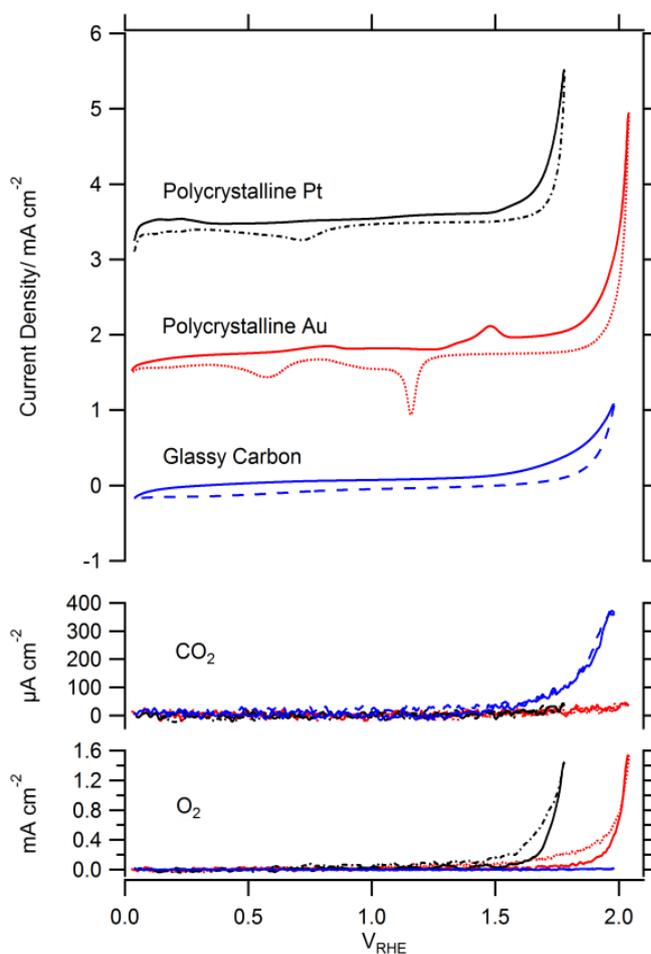 6
5
4
3
2
1
0
-1
Current Density/ mA cm⁻²
Polycrystalline Pt
Polycrystalline Au
Glassy Carbon
400
300
200
100
0
µA cm⁻²
CO₂
1.6
1.2
0.8
0.4
0.0
mA cm⁻²
O₂
0.0 0.5 1.0 1.5 2.0
V_RHE